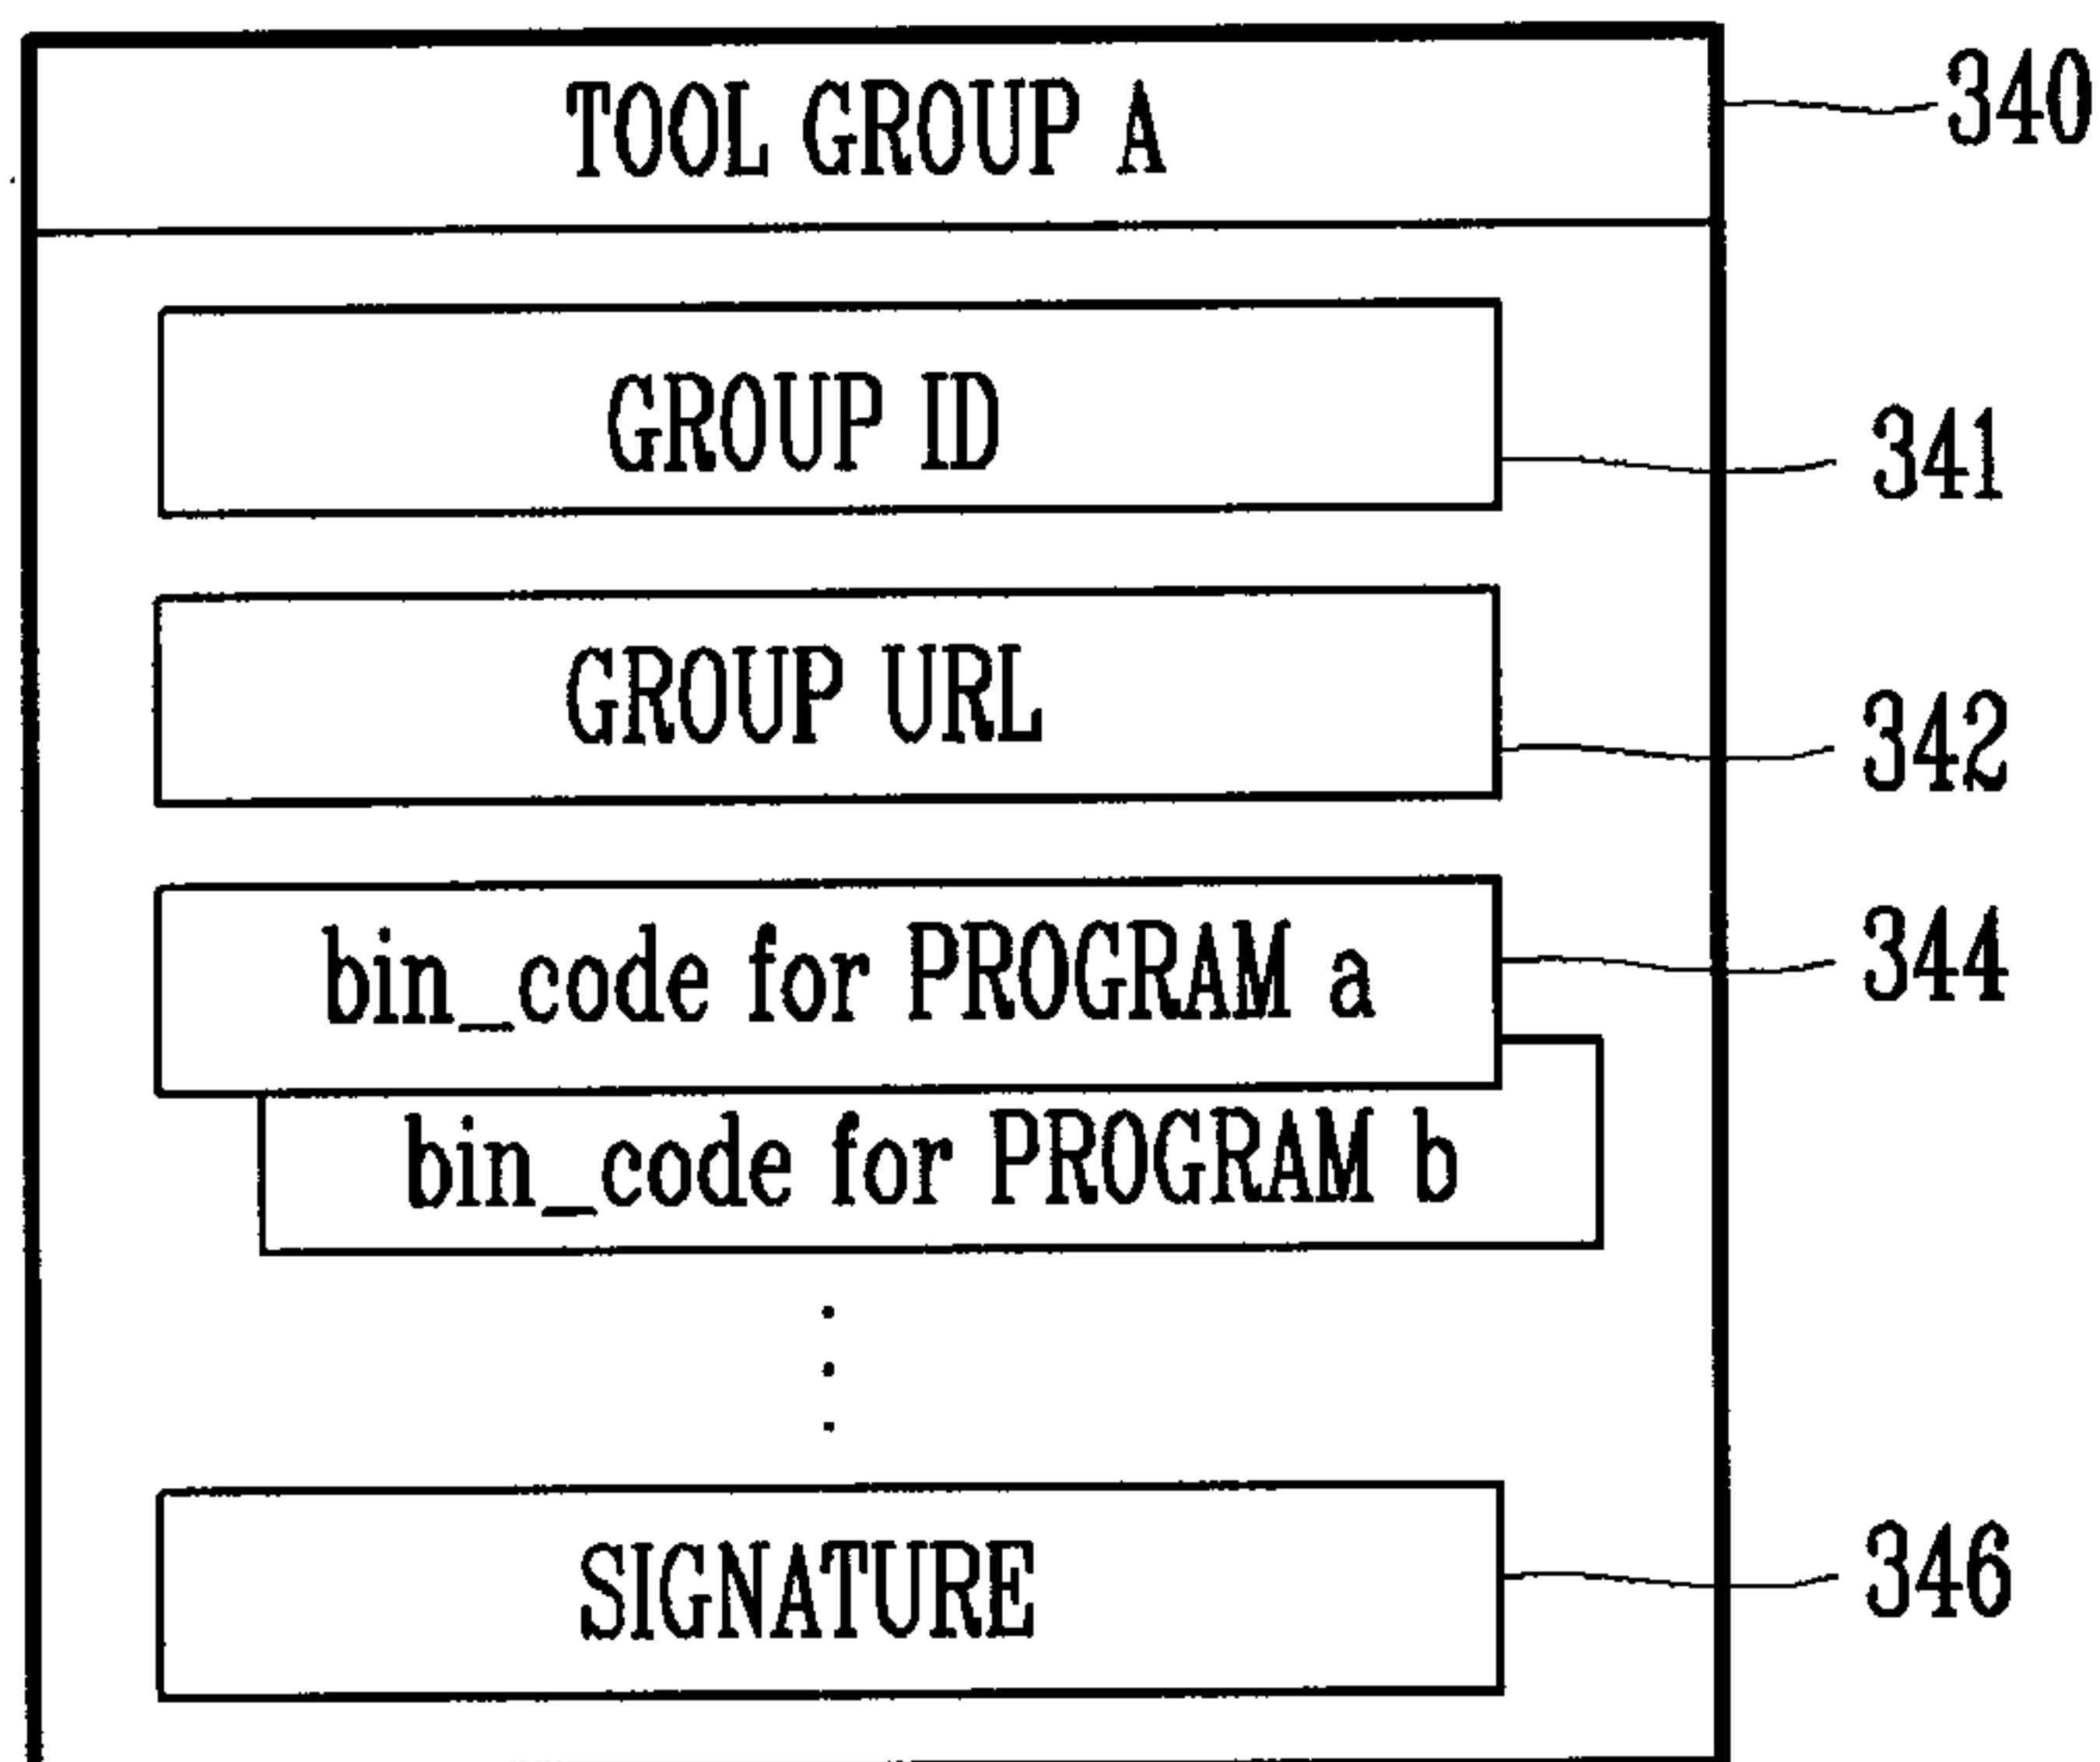 TOOL GROUP A 340
GROUP ID 341
GROUP URL 342
bin_code for PROGRAM a 344
bin_code for PROGRAM b
SIGNATURE 346